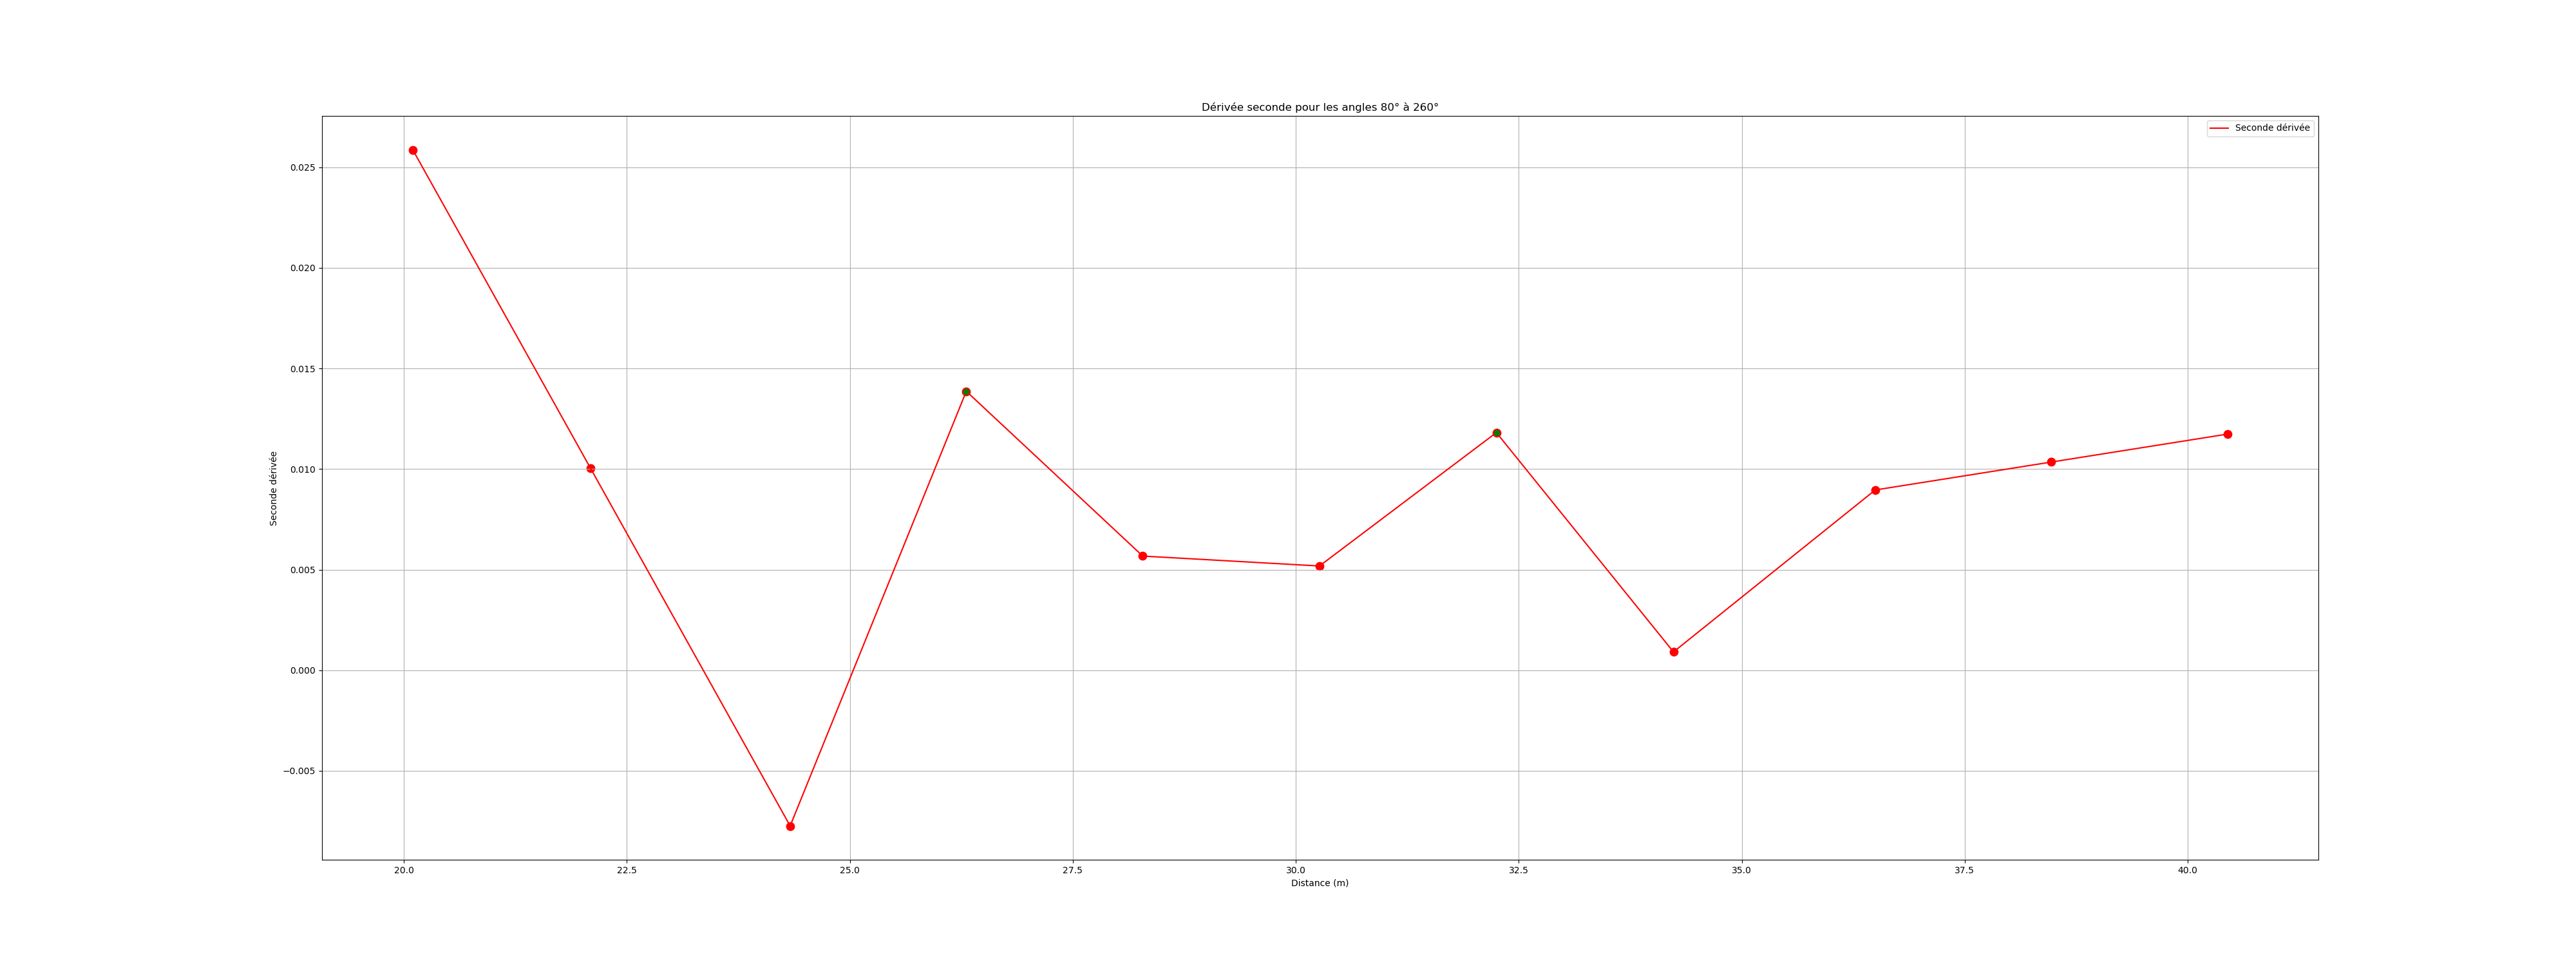 Dérivée seconde pour les angles 80° à 260°
Seconde dérivée
0.025
0.020
0.015
0.010
0.005
0.000
−0.005
Seconde dérivée
20.0 22.5 25.0 27.5 30.0 32.5 35.0 37.5 40.0
Distance (m)